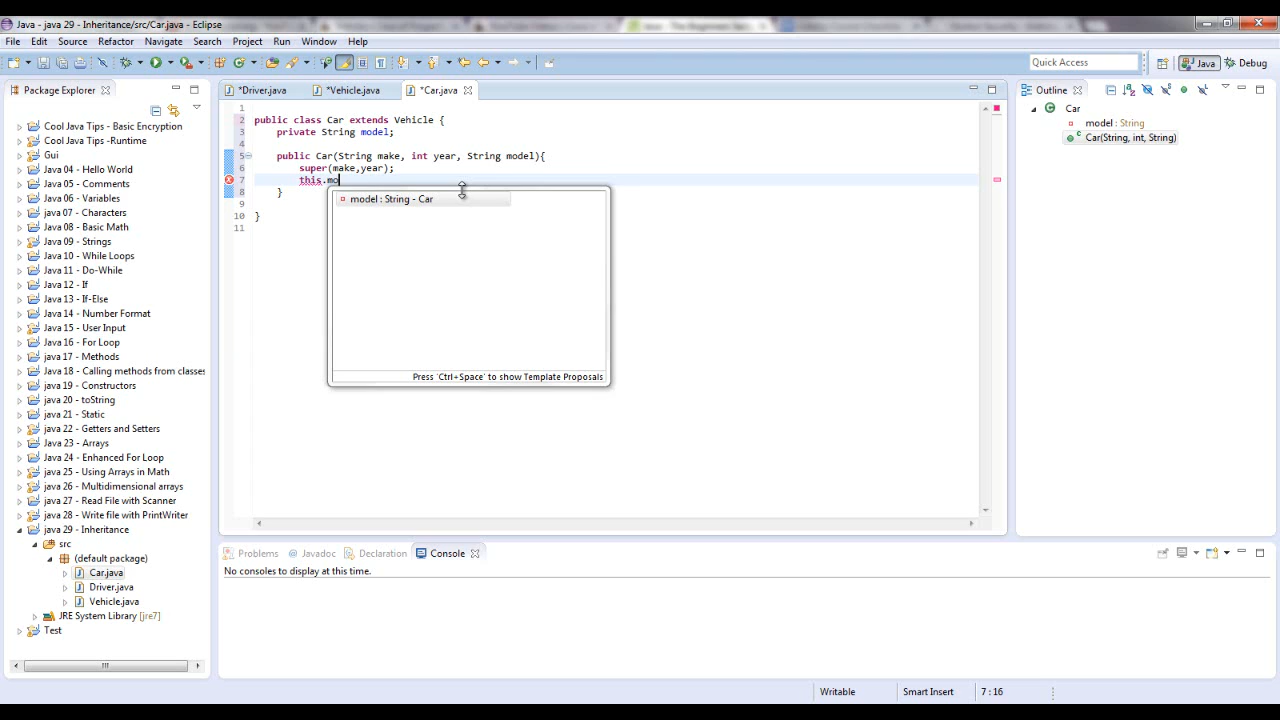 Java - java 29 - Inheritance/src/Car.java - Eclipse
File Edit Source Refactor Navigate Search Project Run Window Help
Quick Access
Java
Debug
Package Explorer
*Driver.java
*Vehicle.java
*Car.java
Outline
Cool Java Tips - Basic Encryption
Cool Java Tips -Runtime
Gui
Java 04 - Hello World
Java 05 - Comments
Java 06 - Variables
java 07 - Characters
Java 08 - Basic Math
Java 09 - Strings
Java 10 - While Loops
Java 11 - Do-While
Java 12 - If
Java 13 - If-Else
Java 14 - Number Format
Java 15 - User Input
Java 16 - For Loop
java 17 - Methods
Java 18 - Calling methods from classes
java 19 - Constructors
java 20 - toString
java 21 - Static
java 22 - Getters and Setters
Java 23 - Arrays
Java 24 - Enhanced For Loop
java 25 - Using Arrays in Math
java 26 - Multidimensional arrays
java 27 - Read File with Scanner
java 28 - Write file with PrintWriter
java 29 - Inheritance
src
(default package)
Car.java
Driver.java
Vehicle.java
JRE System Library [jre7]
Test
1
2 public class Car extends Vehicle {
3 private String model;
4
5 public Car(String make, int year, String model){
6 super(make,year);
7 this.mo
8 }
9
10 }
11
model : String - Car
Press 'Ctrl+Space' to show Template Proposals
Car
model : String
Car(String, int, String)
Problems
Javadoc
Declaration
Console
No consoles to display at this time.
Writable
Smart Insert
7 : 16